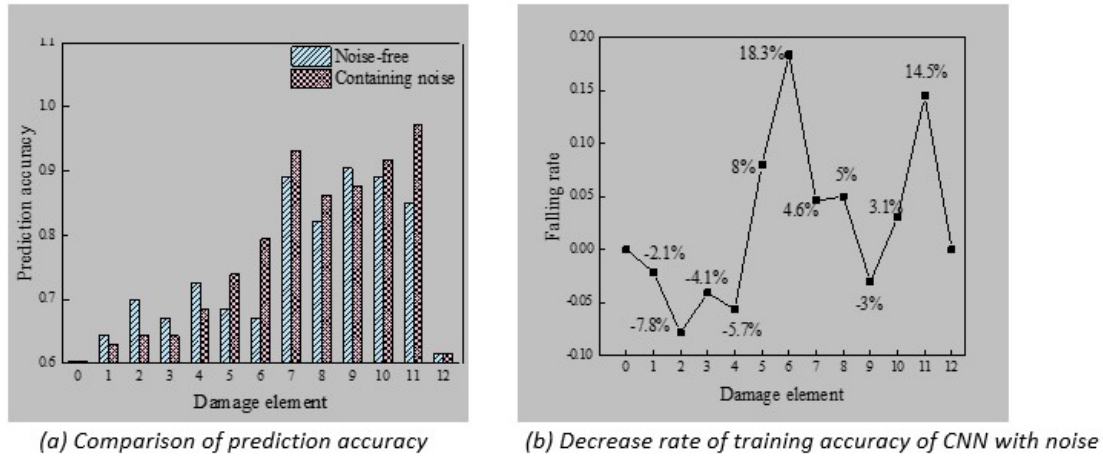 1.1
1.0
0.9
0.8
0.7
0.6
Prediction accuracy
Noise-free
Containing noise
0 1 2 3 4 5 6 7 8 9 10 11 12
Damage element
(a) Comparison of prediction accuracy
0.20
0.15
0.10
0.05
0.00
-0.05
-0.10
Falling rate
18.3%
14.5%
8%
5%
4.6%
3.1%
-2.1%
-4.1%
-3%
-7.8%
-5.7%
0 1 2 3 4 5 6 7 8 9 10 11 12
Damage element
(b) Decrease rate of training accuracy of CNN with noise